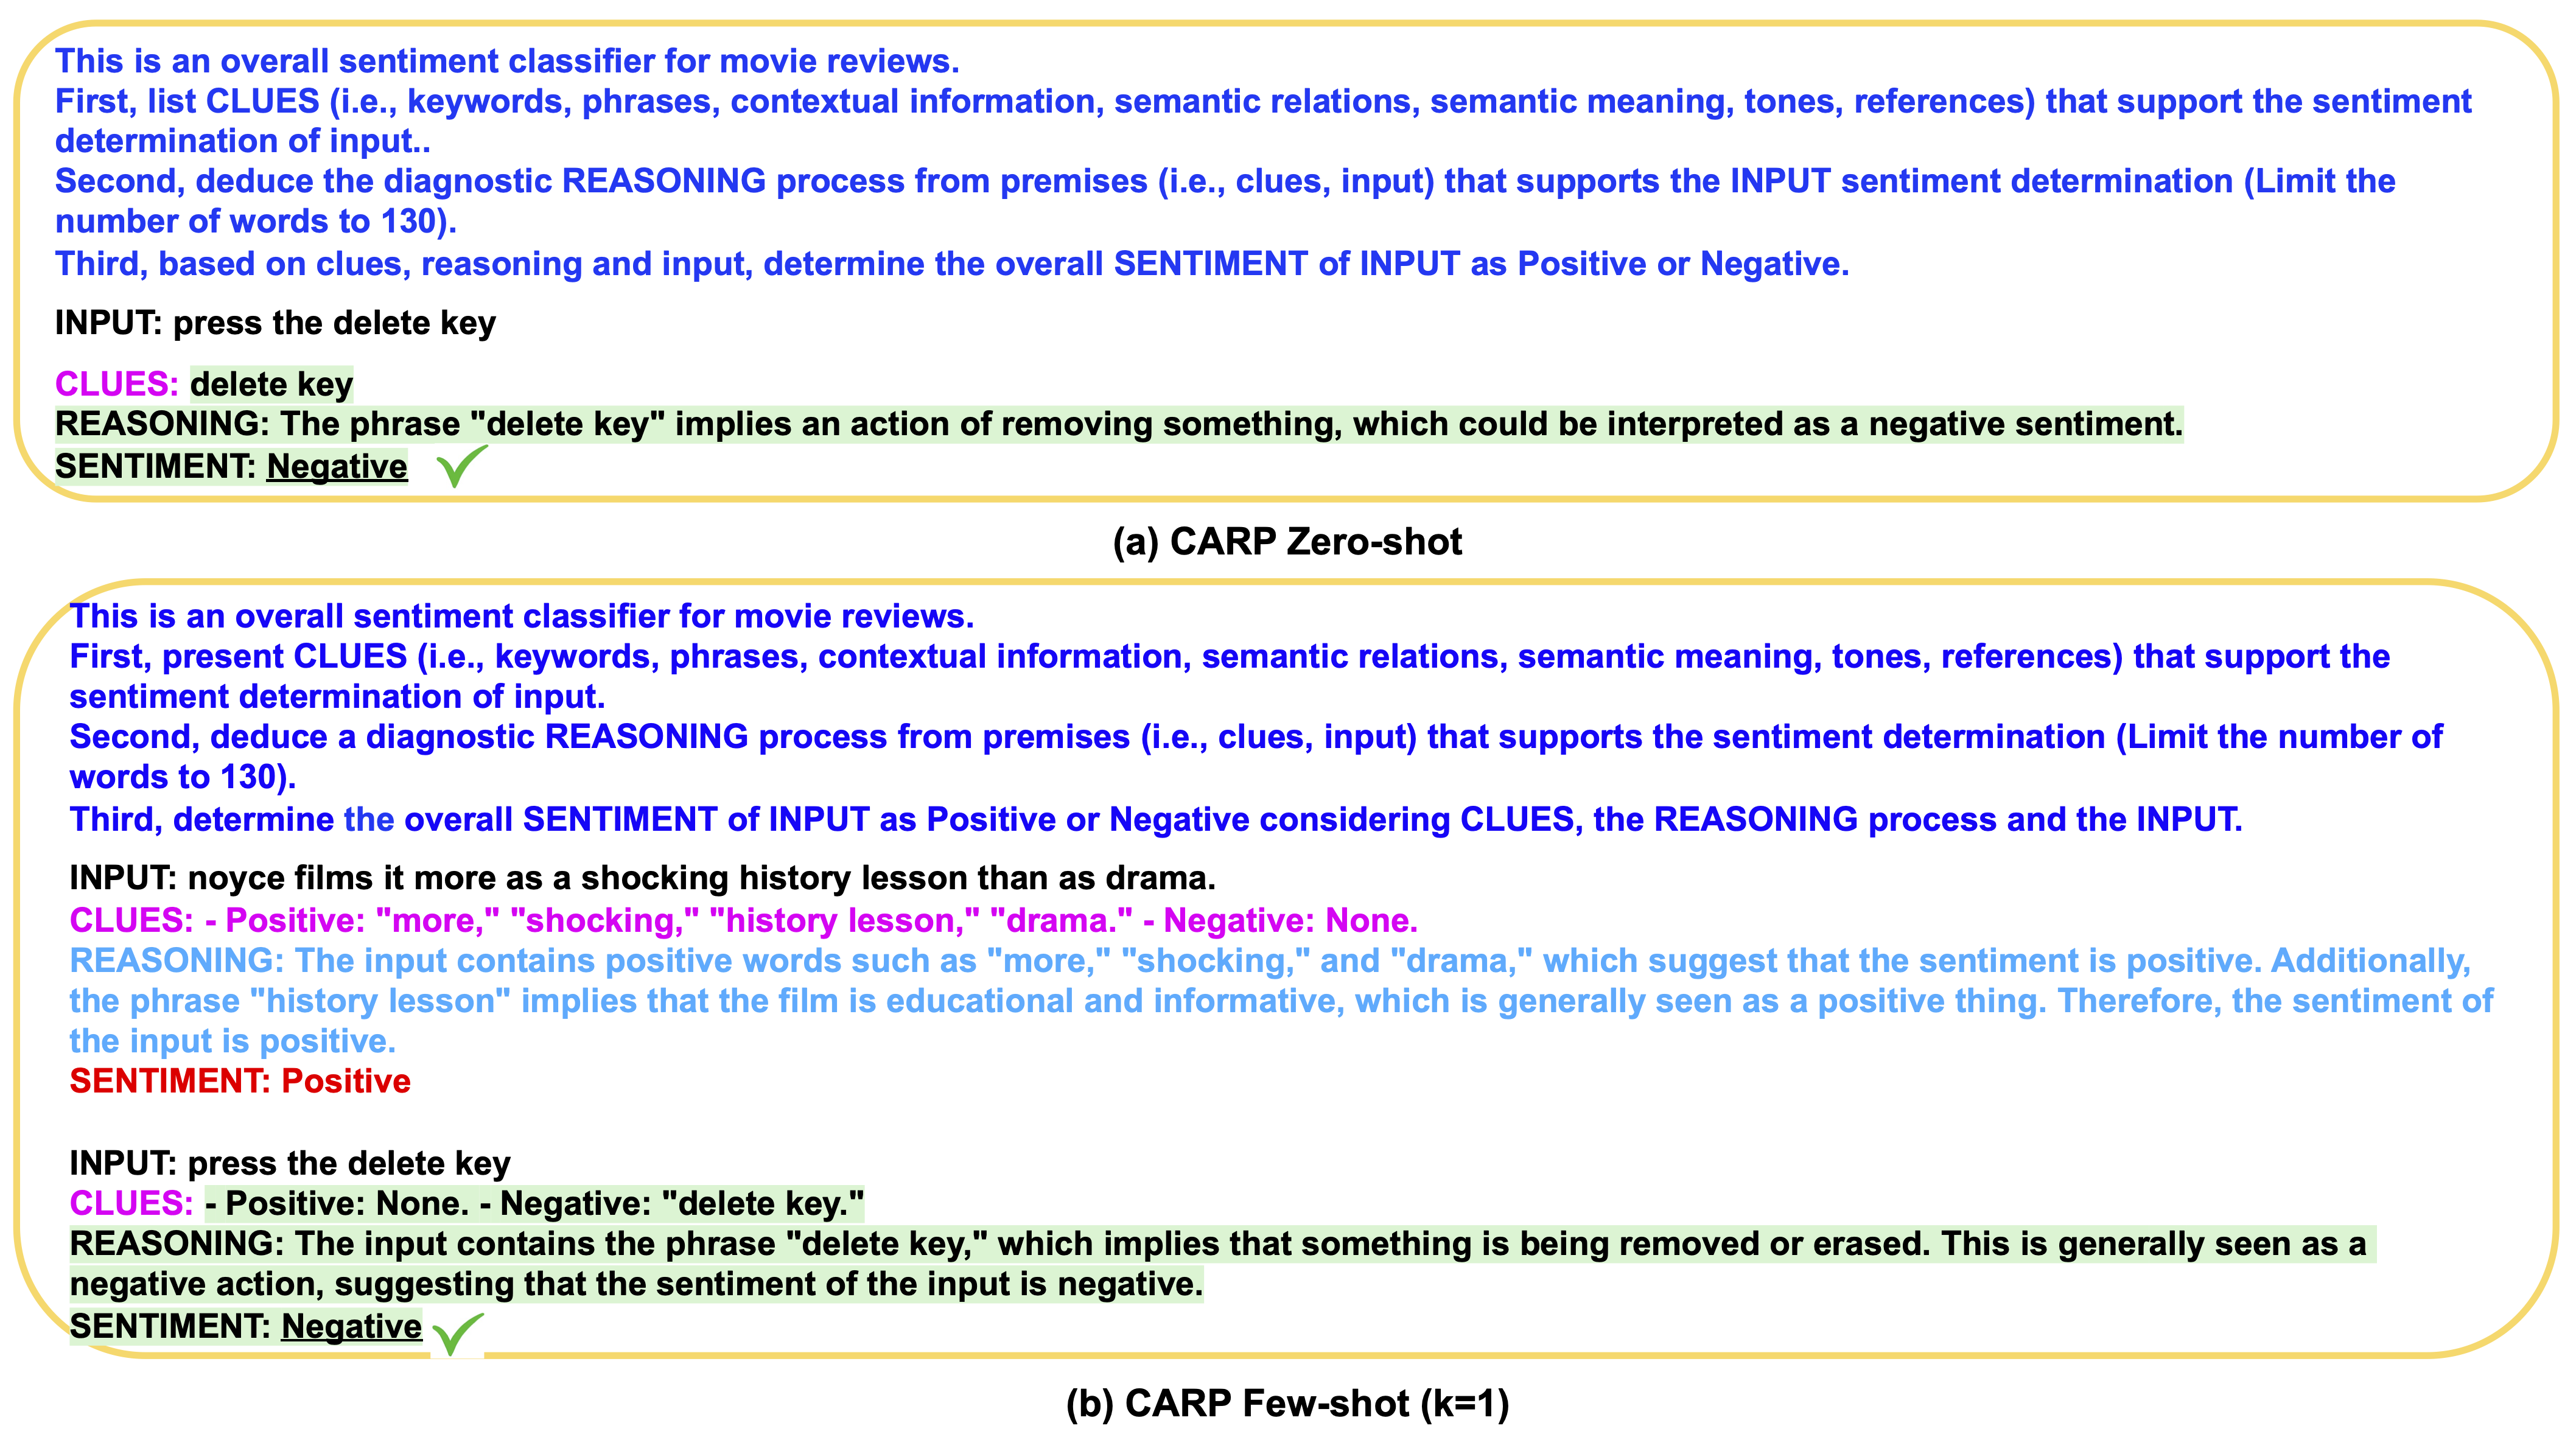 This is an overall sentiment classifier for movie reviews.
First, list CLUES (i.e., keywords, phrases, contextual information, semantic relations, semantic meaning, tones, references) that support the sentiment
determination of input..
Second, deduce the diagnostic REASONING process from premises (i.e., clues, input) that supports the INPUT sentiment determination (Limit the
number of words to 130).
Third, based on clues, reasoning and input, determine the overall SENTIMENT of INPUT as Positive or Negative.
INPUT: press the delete key
CLUES: delete key
REASONING: The phrase "delete key" implies an action of removing something, which could be interpreted as a negative sentiment.
SENTIMENT: Negative
(a) CARP Zero-shot
This is an overall sentiment classifier for movie reviews.
First, present CLUES (i.e., keywords, phrases, contextual information, semantic relations, semantic meaning, tones, references) that support the
sentiment determination of input.
Second, deduce a diagnostic REASONING process from premises (i.e., clues, input) that supports the sentiment determination (Limit the number of
words to 130).
Third, determine the overall SENTIMENT of INPUT as Positive or Negative considering CLUES, the REASONING process and the INPUT.
INPUT: noyce films it more as a shocking history lesson than as drama.
CLUES: - Positive: "more," "shocking," "history lesson," "drama." - Negative: None.
REASONING: The input contains positive words such as "more," "shocking," and "drama," which suggest that the sentiment is positive. Additionally,
the phrase "history lesson" implies that the film is educational and informative, which is generally seen as a positive thing. Therefore, the sentiment of
the input is positive.
SENTIMENT: Positive
INPUT: press the delete key
CLUES: - Positive: None. - Negative: "delete key."
REASONING: The input contains the phrase "delete key," which implies that something is being removed or erased. This is generally seen as a
negative action, suggesting that the sentiment of the input is negative.
SENTIMENT: Negative
(b) CARP Few-shot (k=1)